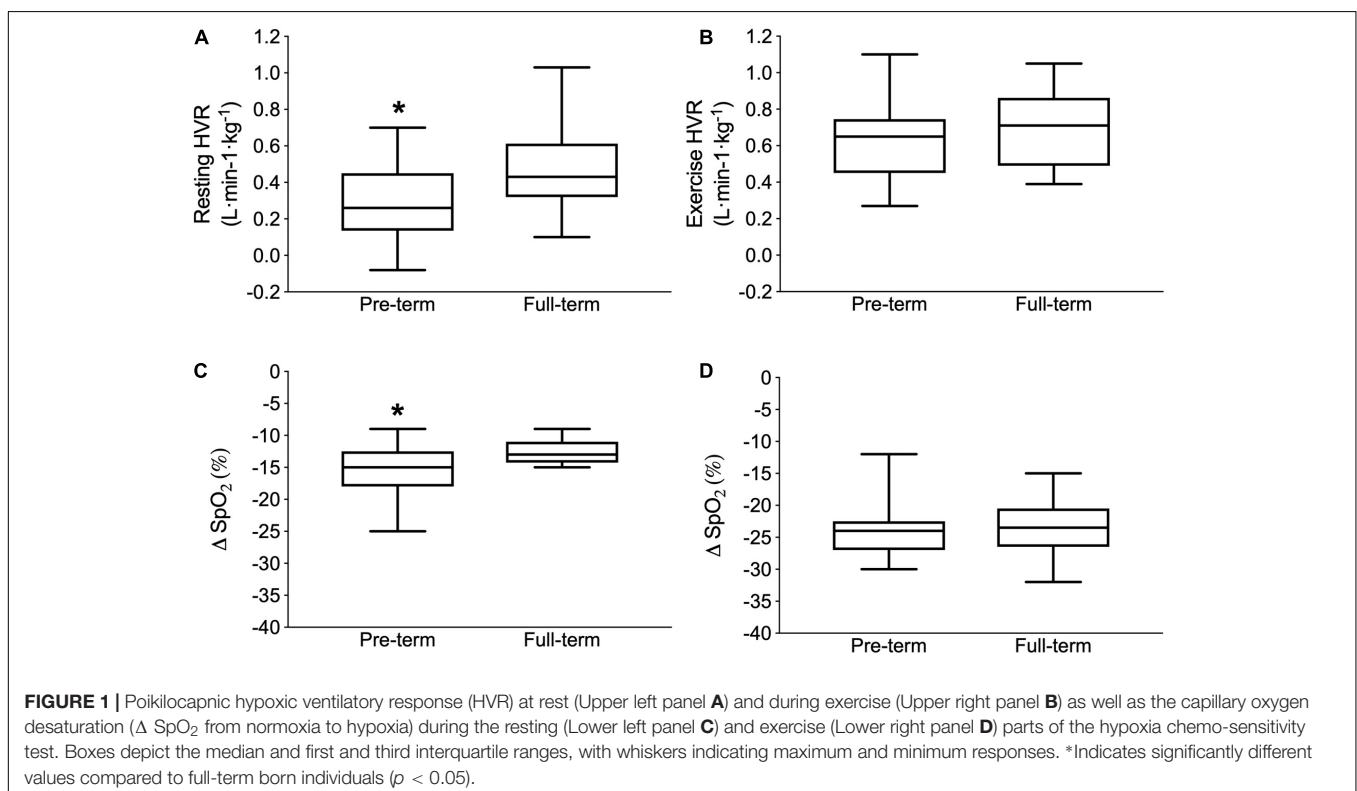 A
1.2
1.0
0.8
0.6
0.4
0.2
0.0
-0.2
Resting HVR
(L·min-1·kg-1)
*
Pre-term Full-term
B
1.2
1.0
0.8
0.6
0.4
0.2
0.0
-0.2
Exercise HVR
(L·min-1·kg-1)
Pre-term Full-term
C
0
-5
-10
-15
-20
-25
-30
-35
-40
Δ SpO2 (%)
*
Pre-term Full-term
D
0
-5
-10
-15
-20
-25
-30
-35
-40
Δ SpO2 (%)
Pre-term Full-term
FIGURE 1 | Poikilocapnic hypoxic ventilatory response (HVR) at rest (Upper left panel A) and during exercise (Upper right panel B) as well as the capillary oxygen
desaturation (Δ SpO2 from normoxia to hypoxia) during the resting (Lower left panel C) and exercise (Lower right panel D) parts of the hypoxia chemo-sensitivity
test. Boxes depict the median and first and third interquartile ranges, with whiskers indicating maximum and minimum responses. *Indicates significantly different
values compared to full-term born individuals (p < 0.05).